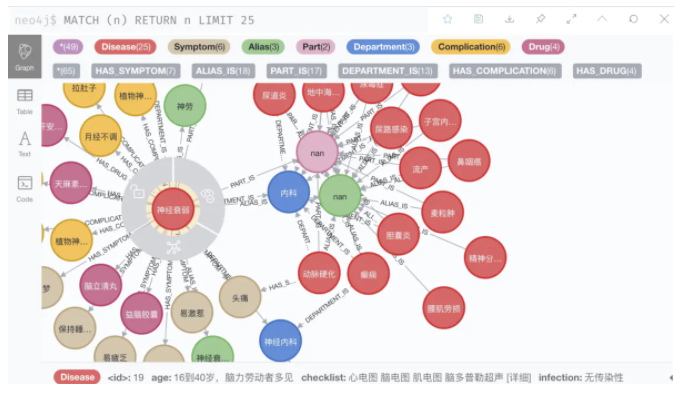 neo4j$ MATCH (n) RETURN n LIMIT 25
*(49) Disease(25) Symptom(6) Alias(3) Part(2) Department(3) Complication(6) Drug(4)
*(65) HAS_SYMPTOM(7) ALIAS_IS(18) PART_IS(17) DEPARTMENT_IS(13) HAS_COMPLICATION(6) HAS_DRUG(4)
Graph
Table
Text
Code
拉肚子
植物神...
神劳
尿道炎
地中海...
尿路感染
子宫内...
月经不调
nan
流产
鼻咽癌
天麻素...
神经衰弱
内科
nan
麦粒肿
植物神...
胆囊炎
精神分...
脑立清丸
动脉硬化
癫痫
头痛
益脑胶囊
易激惹
腰肌劳损
保持睡...
神经内科
易疲乏
神经衰...
PART_IS
HAS_SYMPTOM
DEPARTMENT_IS
Disease <id>: 19 age: 16到40岁，脑力劳动者多见 checklist: 心电图 脑电图 肌电图 脑多普勒超声 [详细] infection: 无传染性